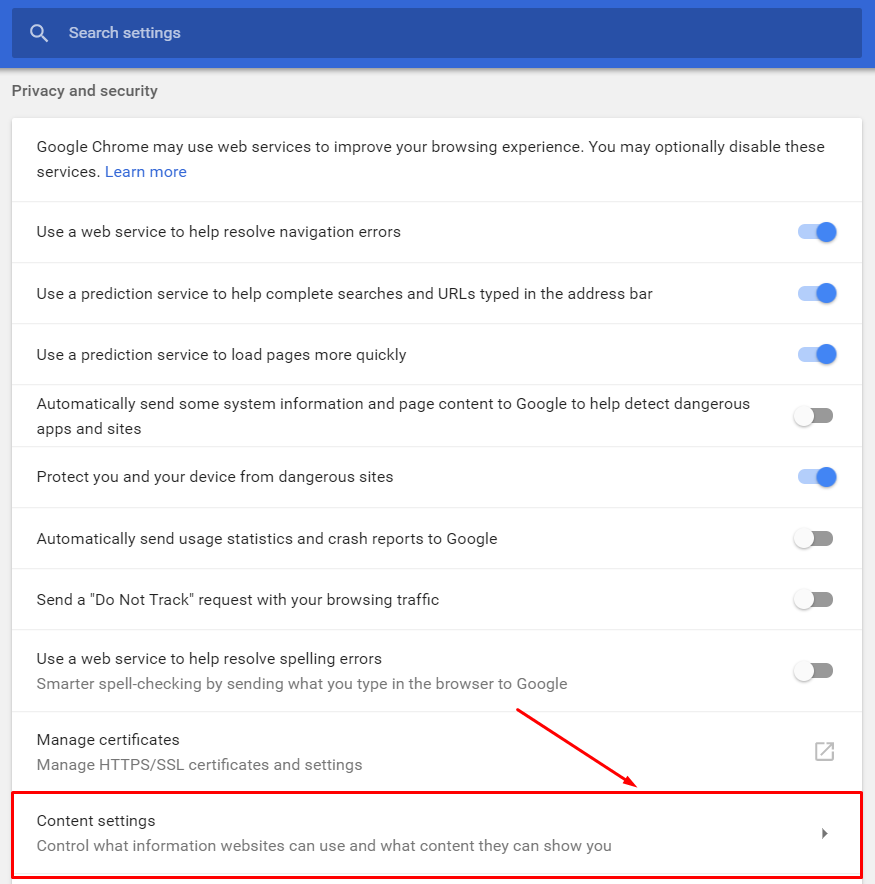 Search settings
Privacy and security
Google Chrome may use web services to improve your browsing experience. You may optionally disable these
services. Learn more
Use a web service to help resolve navigation errors
Use a prediction service to help complete searches and URLs typed in the address bar
Use a prediction service to load pages more quickly
Automatically send some system information and page content to Google to help detect dangerous
apps and sites
Protect you and your device from dangerous sites
Automatically send usage statistics and crash reports to Google
Send a "Do Not Track" request with your browsing traffic
Use a web service to help resolve spelling errors
Smarter spell-checking by sending what you type in the browser to Google
Manage certificates
Manage HTTPS/SSL certificates and settings
Content settings
Control what information websites can use and what content they can show you